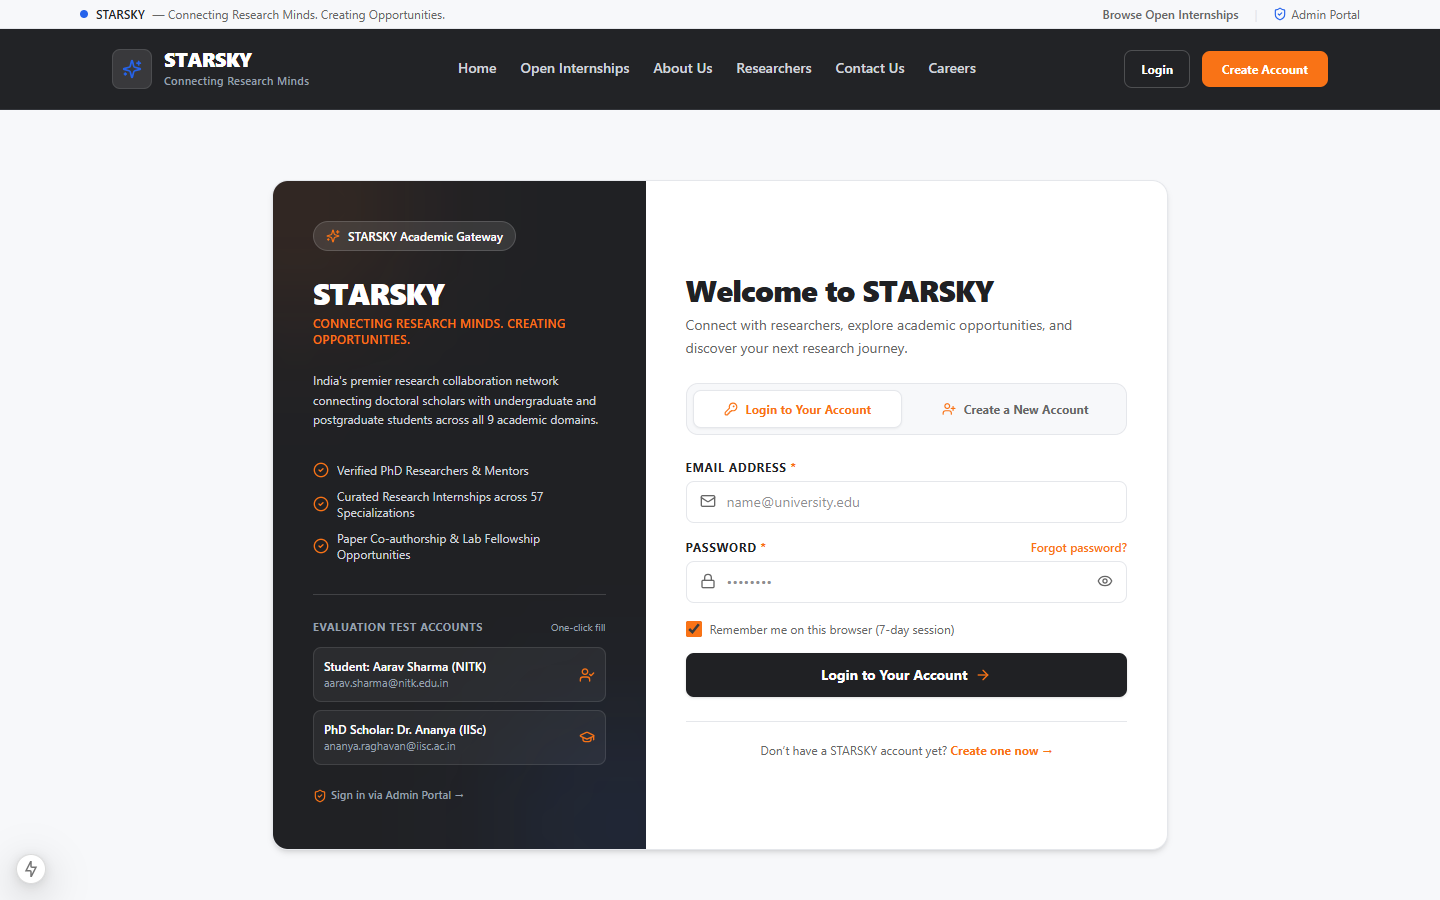 STARSKY — Connecting Research Minds. Creating Opportunities.
Browse Open Internships | Admin Portal
STARSKY
Connecting Research Minds
Home Open Internships About Us Researchers Contact Us Careers
Login Create Account
STARSKY Academic Gateway
STARSKY
CONNECTING RESEARCH MINDS. CREATING
OPPORTUNITIES.
India's premier research collaboration network
connecting doctoral scholars with undergraduate and
postgraduate students across all 9 academic domains.
Verified PhD Researchers & Mentors
Curated Research Internships across 57
Specializations
Paper Co-authorship & Lab Fellowship
Opportunities
EVALUATION TEST ACCOUNTS One-click fill
Student: Aarav Sharma (NITK)
aarav.sharma@nitk.edu.in
PhD Scholar: Dr. Ananya (IISc)
ananya.raghavan@iisc.ac.in
Sign in via Admin Portal →
Welcome to STARSKY
Connect with researchers, explore academic opportunities, and
discover your next research journey.
Login to Your Account Create a New Account
EMAIL ADDRESS *
name@university.edu
PASSWORD * Forgot password?
••••••••
Remember me on this browser (7-day session)
Login to Your Account →
Don't have a STARSKY account yet? Create one now →